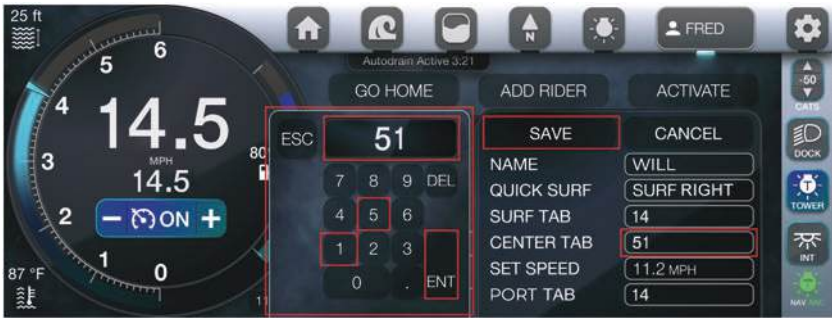 25 ft
FRED
N
Autodrain Active 3:21
-50
CATS
GO HOME
ADD RIDER
ACTIVATE
6
5
4
3
2
1
0
14.5
MPH
14.5
ON
80
ESC
51
7 8 9 DEL
4 5 6
1 2 3
0 . ENT
SAVE
CANCEL
NAME WILL
QUICK SURF SURF RIGHT
SURF TAB 14
CENTER TAB 51
SET SPEED 11.2 MPH
PORT TAB 14
DOCK
T
TOWER
INT
NAV ANC
87 °F
11